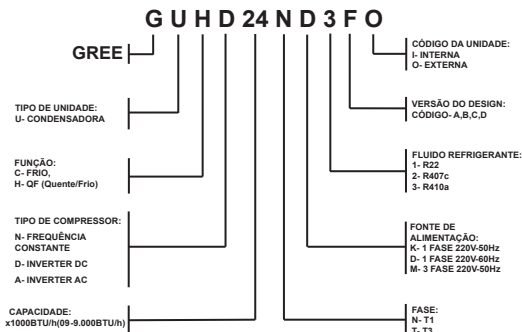 G U H D 24 N D 3 F O
GREE
TIPO DE UNIDADE:
U- CONDENSADORA
FUNÇÃO:
C- FRIO,
H- QF (Quente/Frio)
TIPO DE COMPRESSOR:
N- FREQUÊNCIA
CONSTANTE
D- INVERTER DC
A- INVERTER AC
CAPACIDADE:
x1000BTU/h(09-9.000BTU/h)
CÓDIGO DA UNIDADE:
I- INTERNA
O- EXTERNA
VERSÃO DO DESIGN:
CÓDIGO- A,B,C,D
FLUIDO REFRIGERANTE:
1- R22
2- R407c
3- R410a
FONTE DE
ALIMENTAÇÃO:
K- 1 FASE 220V-50Hz
D- 1 FASE 220V-60Hz
M- 3 FASE 220V-50Hz
FASE:
N- T1
T- T3